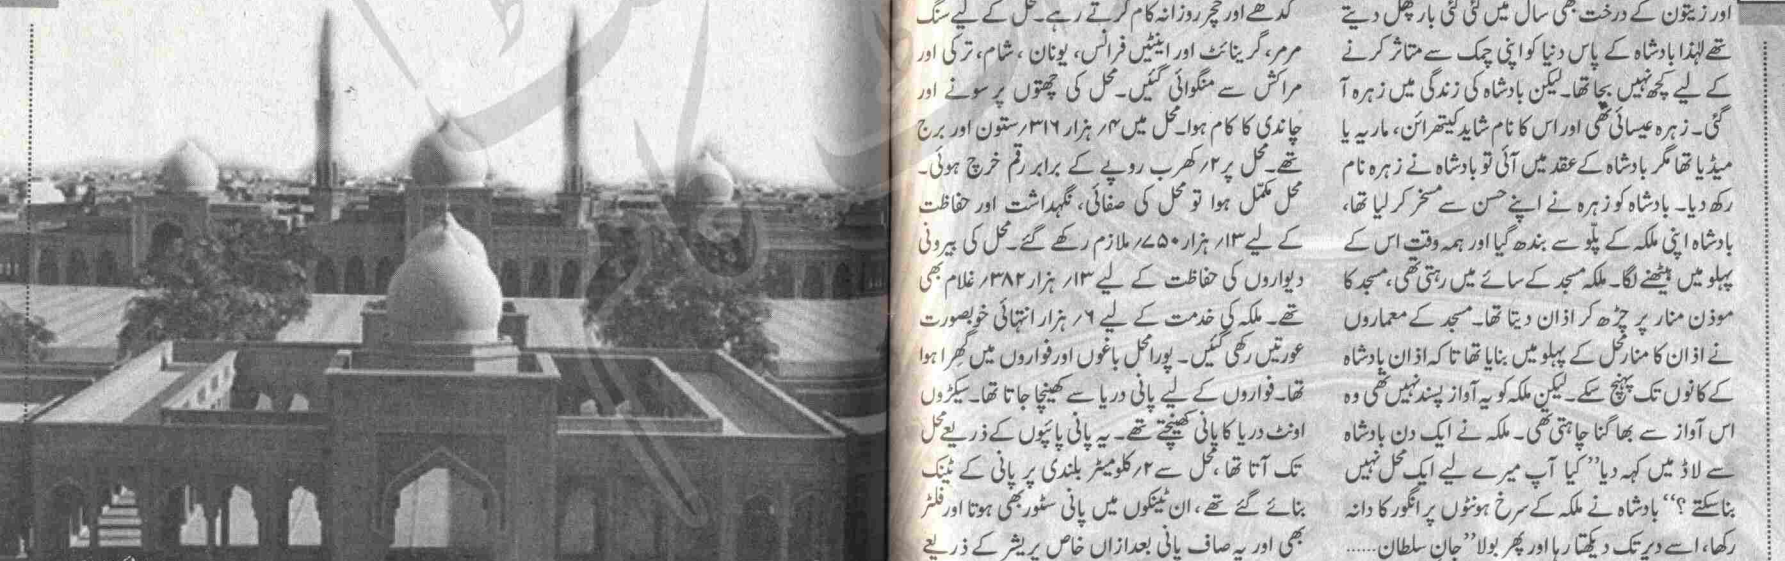 اور زیتون کے درخت بھی سال میں کئی کئی بار پھل دیتے
تھے لہٰذا بادشاہ کے پاس دنیا کو اپنی چمک سے متاثر کرنے
کے لیے کچھ نہیں بچا تھا۔ لیکن بادشاہ کی زندگی میں زہرہ آ
گئی۔ زہرہ عیسائی تھی اور اس کا نام شاید کیتھرائن، ماریہ یا
میڈیا تھا مگر بادشاہ کے عقد میں آئی تو بادشاہ نے زہرہ نام
رکھ دیا۔ بادشاہ کو زہرہ نے اپنے حسن سے مسخر کر لیا تھا،
بادشاہ اپنی ملکہ کے پلّو سے بندھ گیا اور ہمہ وقت اس کے
پہلو میں بیٹھنے لگا۔ ملکہ مسجد کے سائے میں رہتی تھی، مسجد کا
موذن منار پر چڑھ کر اذان دیتا تھا۔ مسجد کے معماروں
نے اذان کا منار محل کے پہلو میں بنایا تھا تاکہ اذان بادشاہ
کے کانوں تک پہنچ سکے۔ لیکن ملکہ کو یہ آواز پسند نہیں تھی وہ
اس آواز سے بھاگنا چاہتی تھی۔ ملکہ نے ایک دن بادشاہ
سے لاڈ میں کہہ دیا ”کیا آپ میرے لیے ایک محل نہیں
بنا سکتے؟“ بادشاہ نے ملکہ کے سرخ ہونٹوں پر انگور کا دانہ
رکھا، اسے دیر تک دیکھتا رہا اور پھر بولا ”جانِ سلطان......
گدھے اور خچر روزانہ کام کرتے رہے۔ محل کے لیے سنگ
مرمر، گرینائٹ اور اینٹیں فرانس، یونان، شام، ترکی اور
مراکش سے منگوائی گئیں۔ محل کی چھتوں پر سونے اور
چاندی کا کام ہوا۔ محل میں ۴؍ ہزار ۳۱۶؍ ستون اور برج
تھے۔ محل پر ۲؍ کھرب روپے کے برابر رقم خرچ ہوئی۔
محل مکمل ہوا تو محل کی صفائی، نگہداشت اور حفاظت
کے لیے ۱۳؍ ہزار ۷۵۰؍ ملازم رکھے گئے۔ محل کی بیرونی
دیواروں کی حفاظت کے لیے ۱۳؍ ہزار ۳۸۲؍ غلام بھی
تھے۔ ملکہ کی خدمت کے لیے ۶؍ ہزار انتہائی خوبصورت
عورتیں رکھی گئیں۔ پورا محل باغوں اور فواروں میں گھرا ہوا
تھا۔ فواروں کے لیے پانی دریا سے کھینچا جاتا تھا۔ سیکڑوں
اونٹ دریا کا پانی کھینچتے تھے۔ یہ پانی پائپوں کے ذریعے محل
تک آتا تھا، محل سے ۲؍ کلومیٹر بلندی پر پانی کے ٹینک
بنائے گئے تھے، ان ٹینکوں میں پانی سٹور بھی ہوتا اور فلٹر
بھی اور یہ صاف پانی بعد ازاں خاص پریشر کے ذریعے